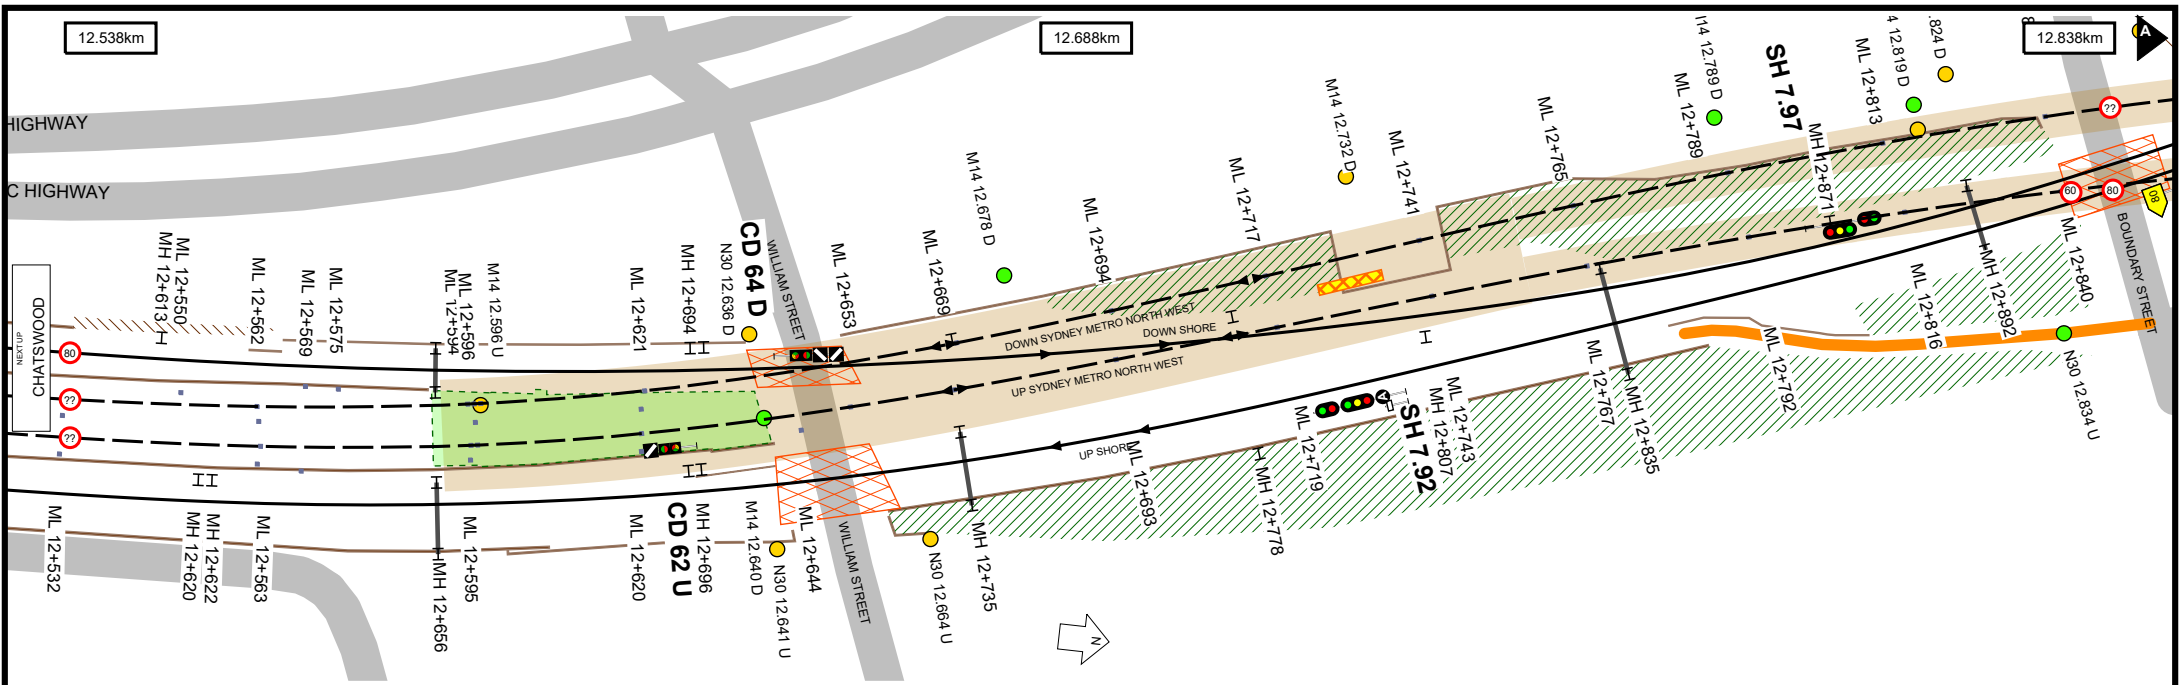 12.538km
12.688km
12.838km
A
HIGHWAY
C HIGHWAY
NEXT UP
CHATSWOOD
80
??
??
MH 12+613
ML 12+550
ML 12+562
ML 12+569
ML 12+575
ML 12+594
ML 12+596
M14 12.596 U
ML 12+621
MH 12+694
N30 12.636 D
CD 64 D
WILLIAM STREET
ML 12+653
ML 12+669
M14 12.678 D
ML 12+694
ML 12+717
M14 12.732 D
ML 12+741
ML 12+765
ML 12+789
I14 12.789 D
SH 7.97
MH 12+871
ML 12+813
4 12.819 D
.824 D
8
??
60
80
80
BOUNDARY STREET
DOWN SYDNEY METRO NORTH WEST
DOWN SHORE
UP SYDNEY METRO NORTH WEST
UP SHORE
A
ML 12+532
MH 12+620
MH 12+622
ML 12+563
MH 12+656
ML 12+595
ML 12+620
CD 62 U
MH 12+696
M14 12.640 D
N30 12.641 U
ML 12+644
WILLIAM STREET
N30 12.664 U
MH 12+735
N
ML 12+693
MH 12+778
ML 12+719
SH 7.92
MH 12+807
ML 12+743
ML 12+767
MH 12+835
ML 12+792
ML 12+816
MH 12+892
ML 12+840
N30 12.834 U